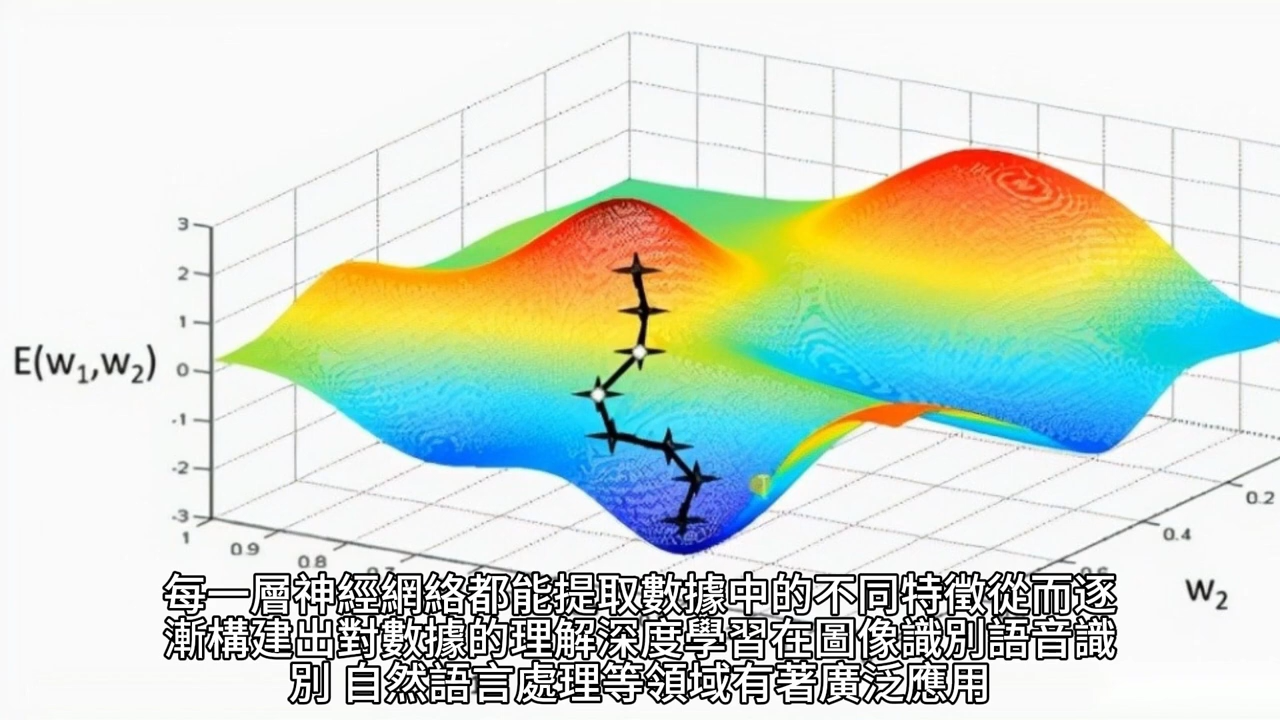 3
2
1
E(w₁,w₂)
0
-1
-2
-3
1
0.9
0.8
0.2
0.4
w₂
每一層神經網絡都能提取數據中的不同特徵從而逐
漸構建出對數據的理解深度學習在圖像識別語音識
別 自然語言處理等領域有著廣泛應用